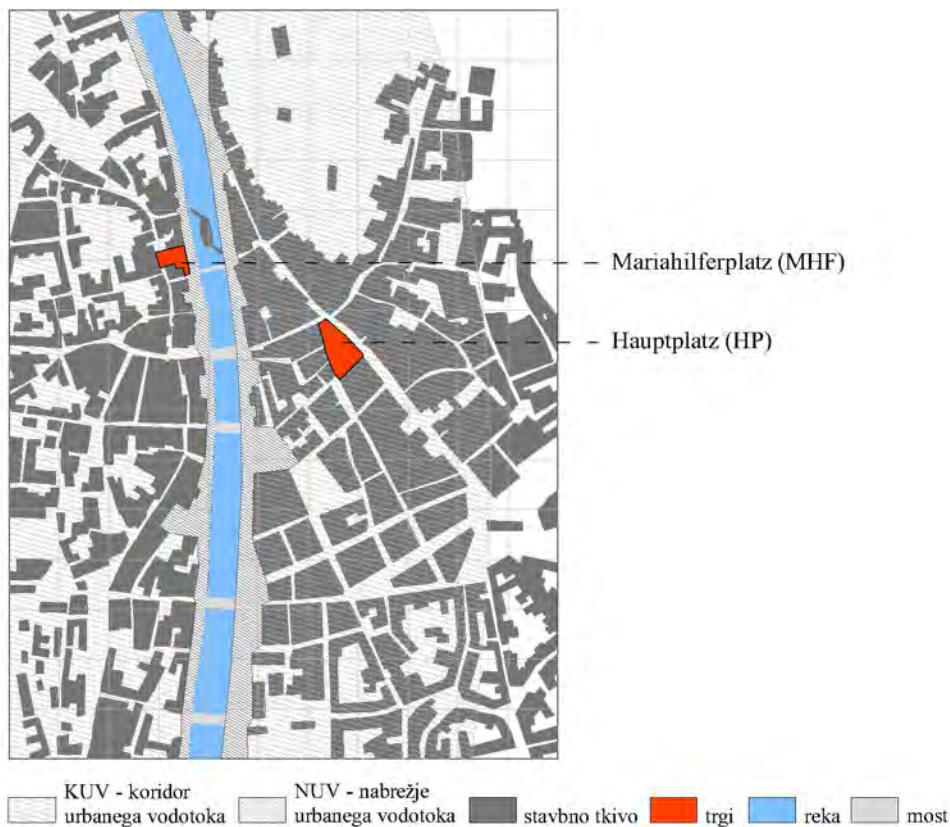 Mariahilferplatz (MHF)
Hauptplatz (HP)
KUV - koridor
urbanega vodotoka
NUV - nabrežje
urbanega vodotoka
stavbno tkivo
trgi
reka
most